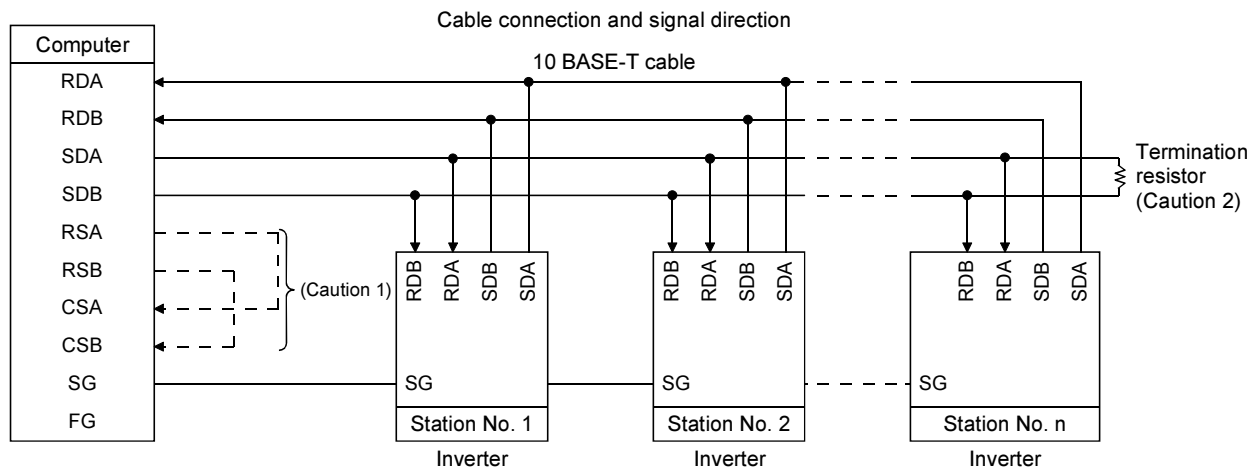 Cable connection and signal direction
10 BASE-T cable
Computer
RDA
RDB
SDA
SDB
RSA
RSB
CSA
CSB
SG
FG
(Caution 1)
Termination
resistor
(Caution 2)
RDB
RDA
SDB
SDA
SG
Station No. 1
Inverter
RDB
RDA
SDB
SDA
SG
Station No. 2
Inverter
RDB
RDA
SDB
SDA
SG
Station No. n
Inverter